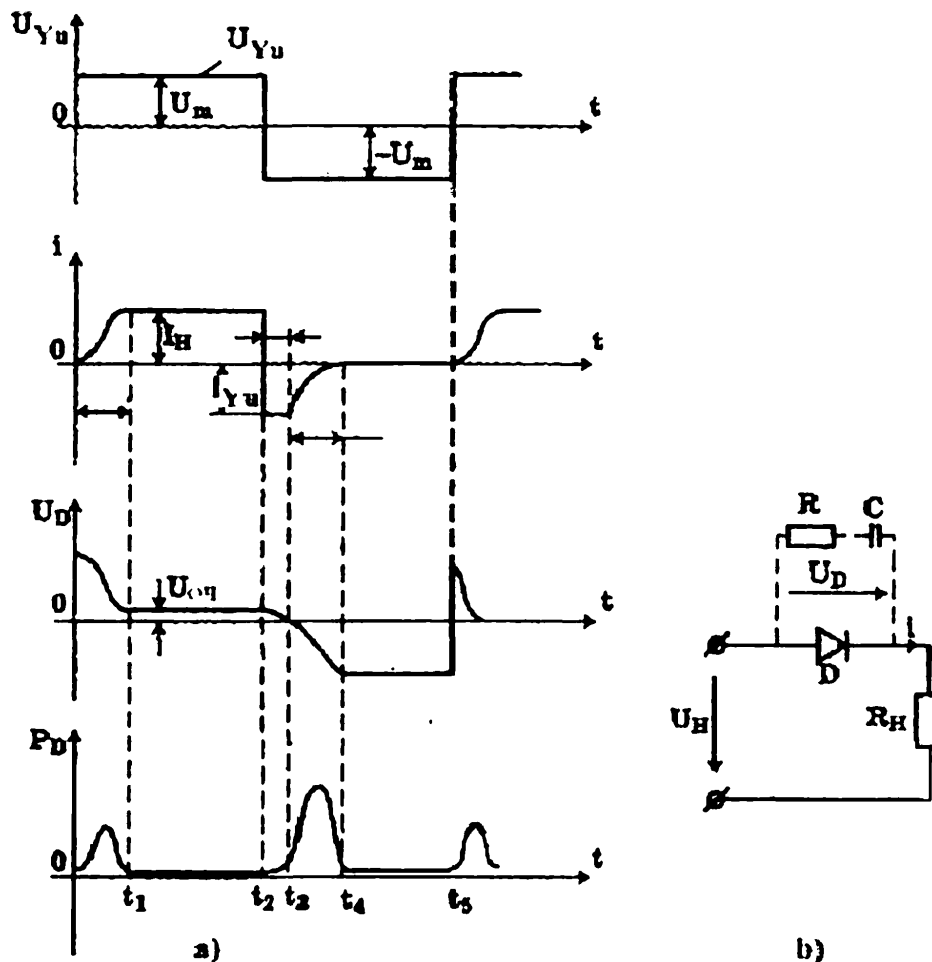 U_Yu
U_Yu
U_m
0
t
-U_m
i
I_H
0
t
I_Yu
U_D
U_oq
0
t
P_D
0
t
t_1 t_2 t_3 t_4 t_5
a)
R C
U_D
i
D
U_H
R_H
b)